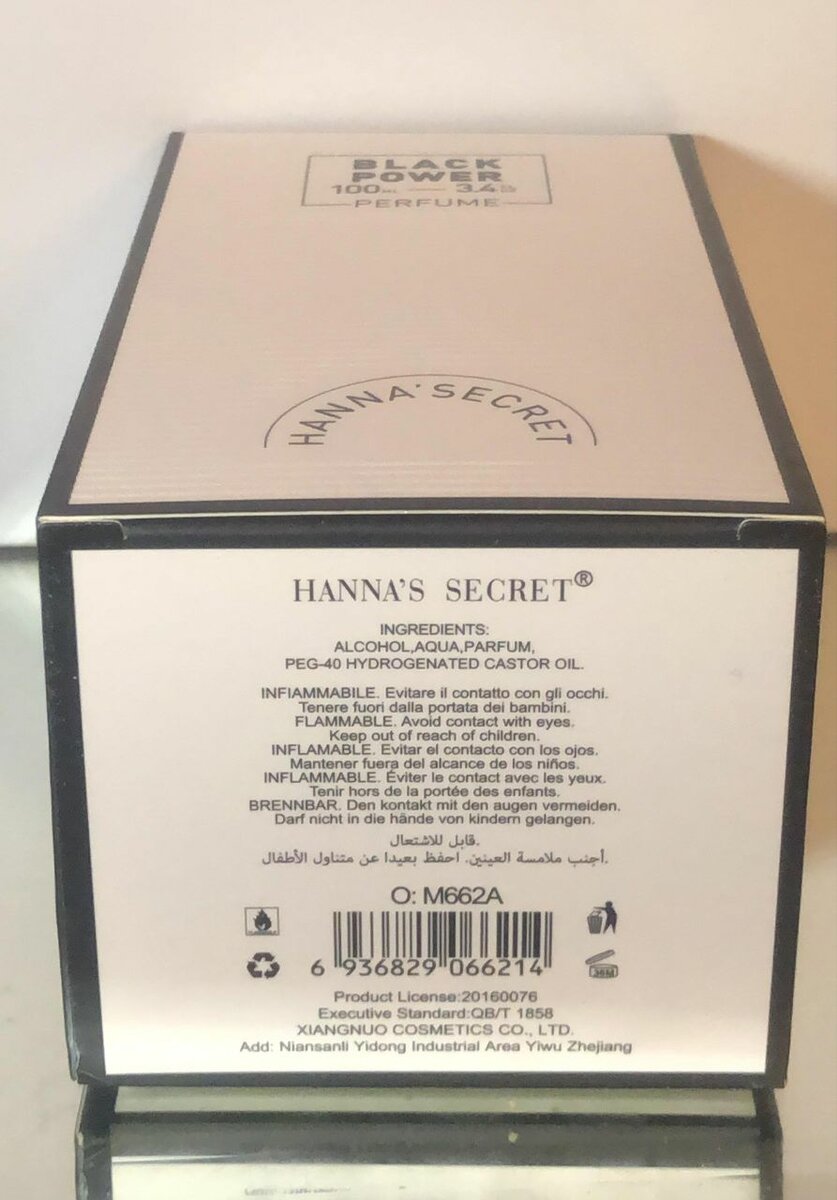 BLACK
POWER
100ML — 3.4
PERFUME
HANNA'SECRET
HANNA'S SECRET®
INGREDIENTS:
ALCOHOL,AQUA,PARFUM,
PEG-40 HYDROGENATED CASTOR OIL.
INFIAMMABILE. Evitare il contatto con gli occhi.
Tenere fuori dalla portata dei bambini.
FLAMMABLE. Avoid contact with eyes.
Keep out of reach of children.
INFLAMABLE. Evitar el contacto con los ojos.
Mantener fuera del alcance de los niños.
INFLAMMABLE. Éviter le contact avec les yeux.
Tenir hors de la portée des enfants.
BRENNBAR. Den kontakt mit den augen vermeiden.
Darf nicht in die hände von kindern gelangen.
قابل للاشتعال.
أجنب ملامسة العينين. احفظ بعيدا عن متناول الأطفال.
O: M662A
6 936829 066214
36M
Product License:20160076
Executive Standard:QB/T 1858
XIANGNUO COSMETICS CO., LTD.
Add: Niansanli Yidong Industrial Area Yiwu Zhejiang